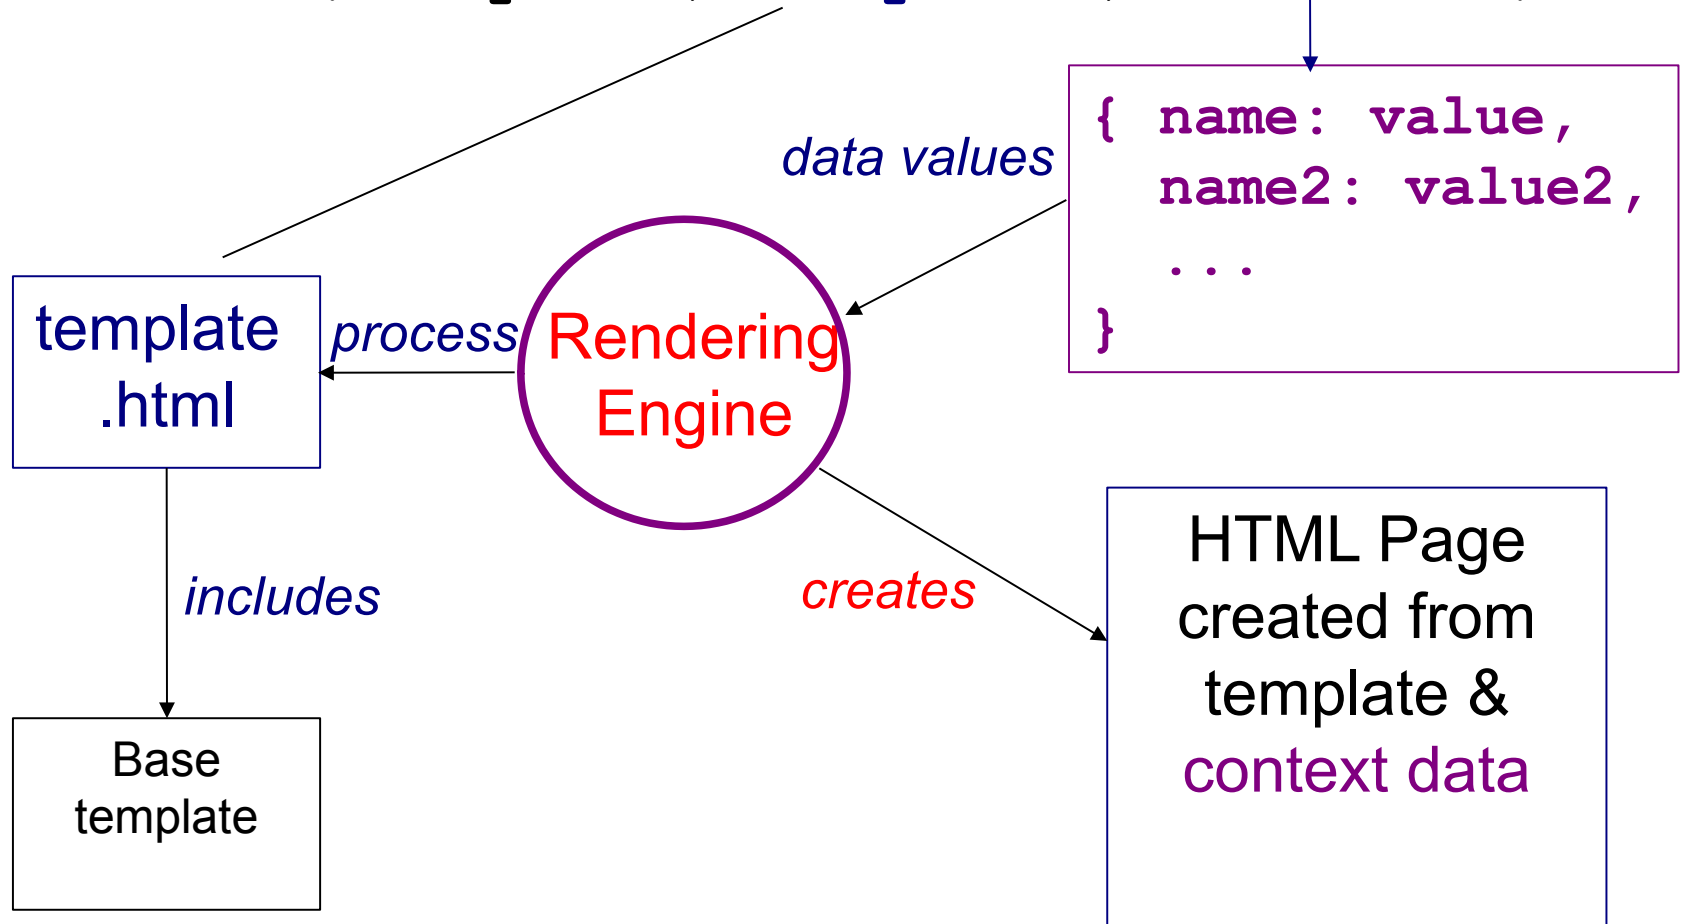 { name: value,
name2: value2,
...
}
data values
template
.html
process
Rendering
Engine
includes
creates
HTML Page
created from
template &
context data
Base
template